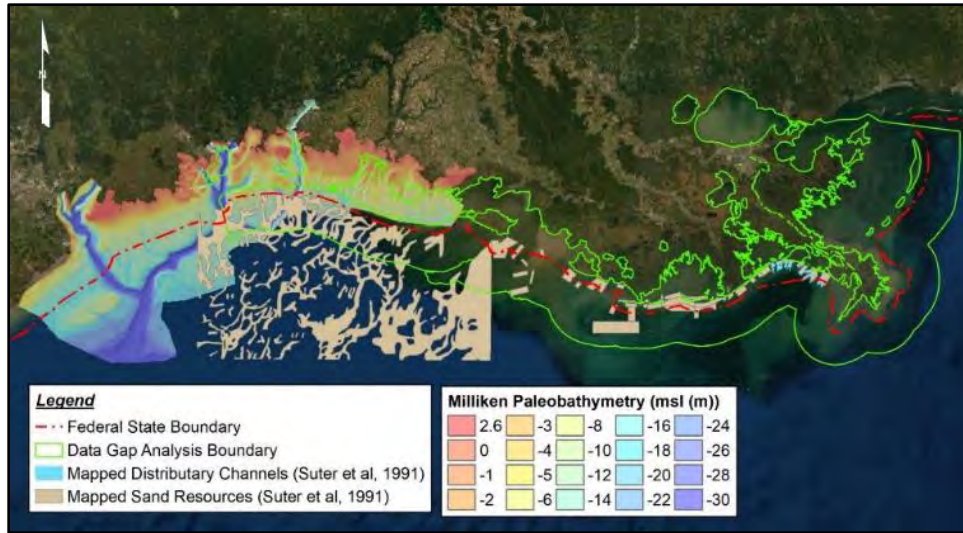 N
Legend
Federal State Boundary
Data Gap Analysis Boundary
Mapped Distributary Channels (Suter et al, 1991)
Mapped Sand Resources (Suter et al, 1991)
Milliken Paleobathymetry (msl (m))
2.6 -3 -8 -16 -24
0 -4 -10 -18 -26
-1 -5 -12 -20 -28
-2 -6 -14 -22 -30